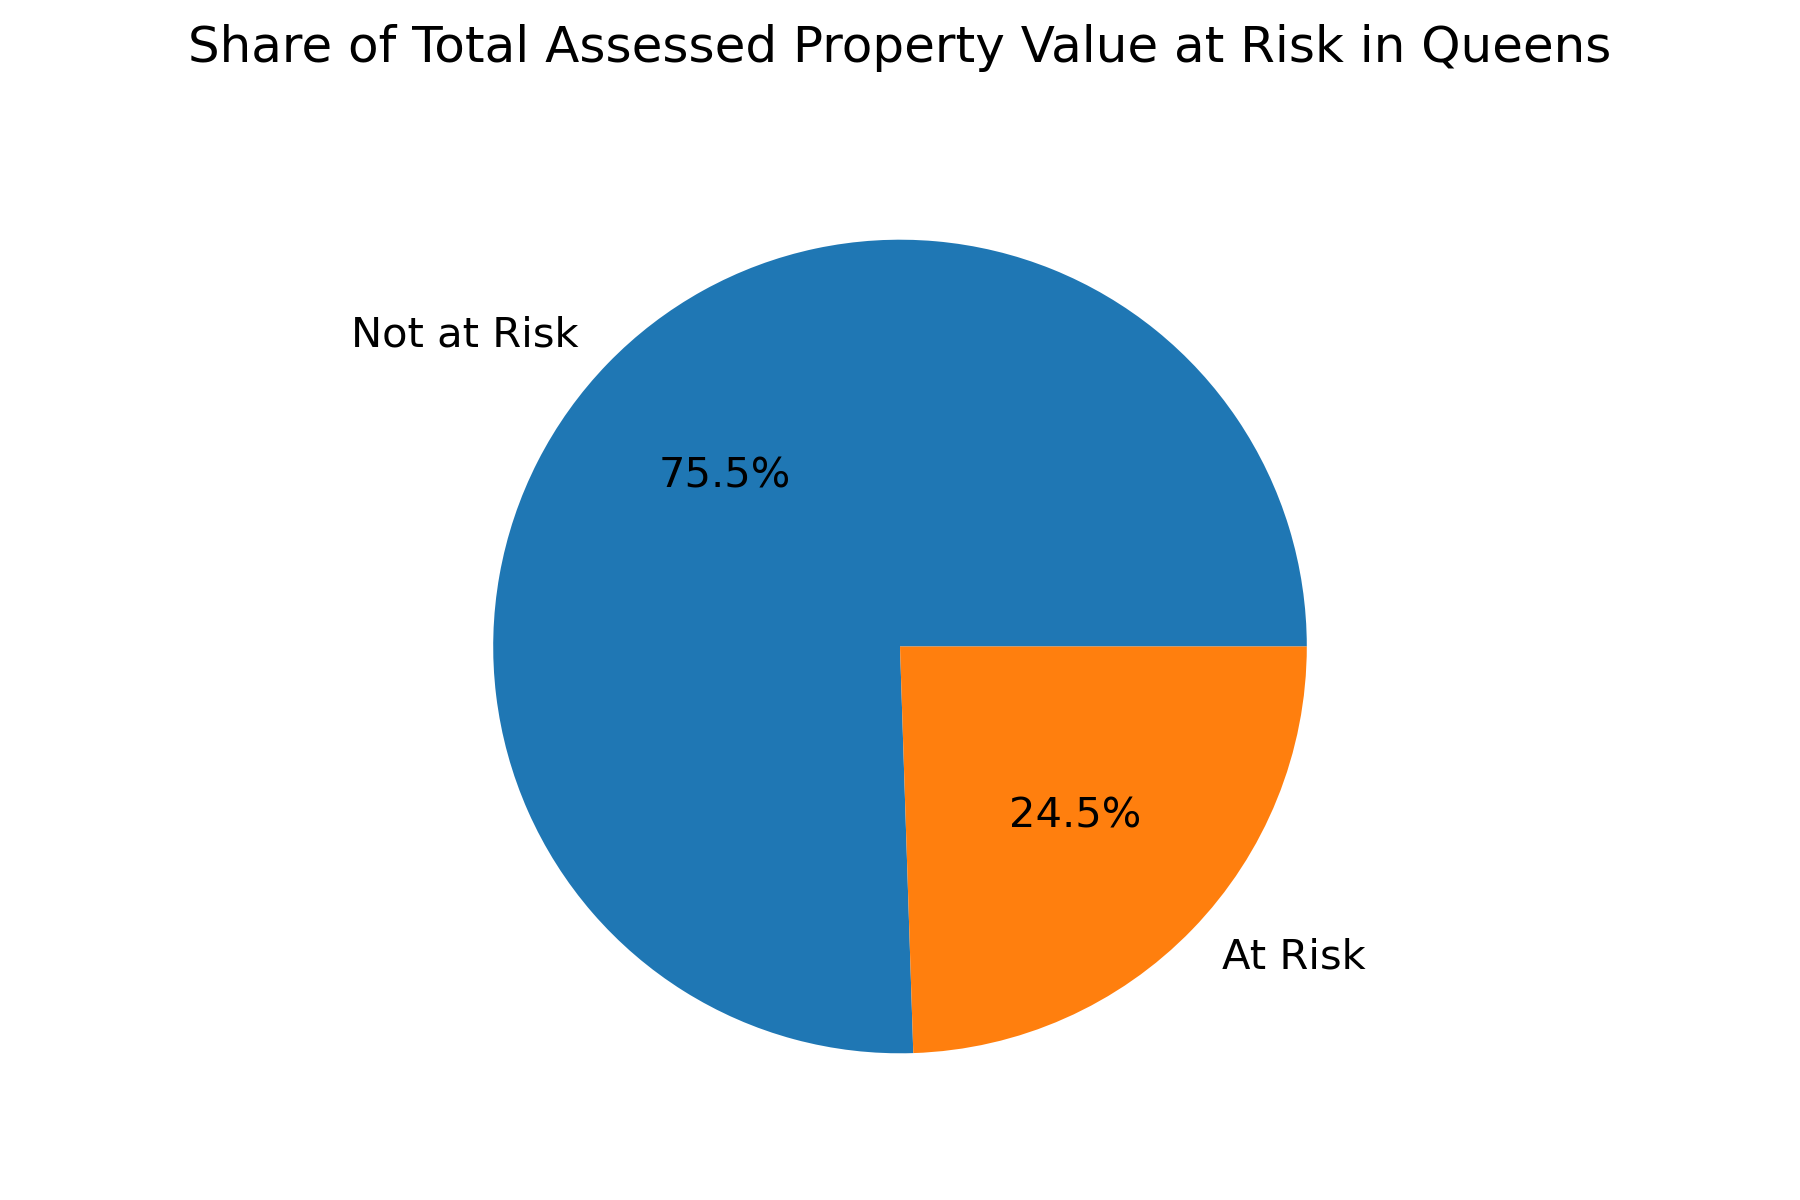 Share of Total Assessed Property Value at Risk in Queens
Not at Risk
75.5%
24.5%
At Risk